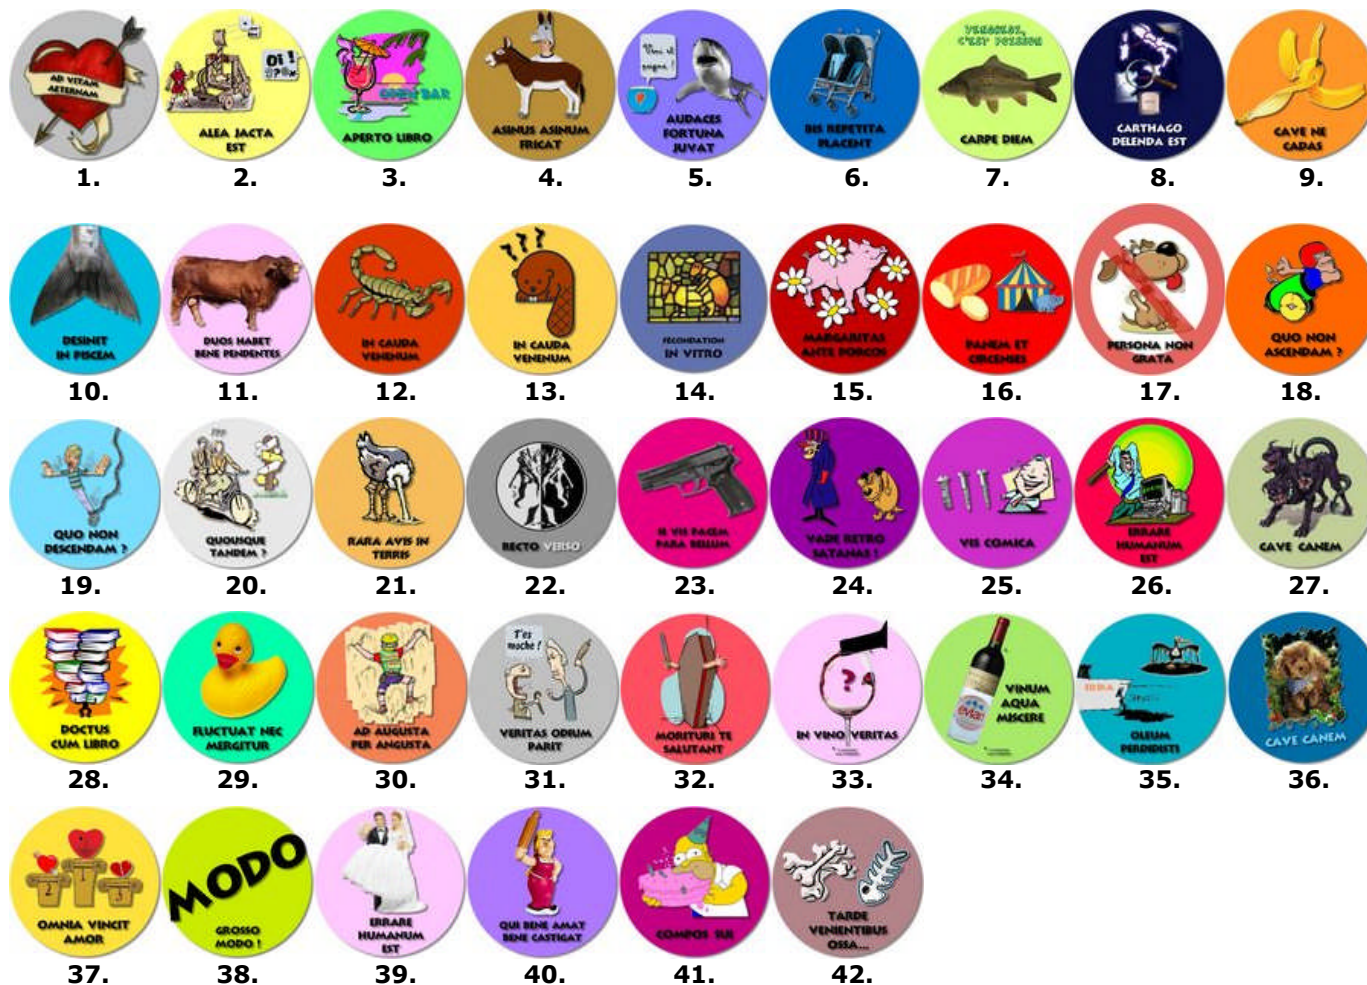 AD VITAM
AETERNAM
1.
ALEA JACTA
EST
2.
OPEN BAR
APERTO LIBRO
3.
ASINUS ASINUM
FRICAT
4.
AUDACES
FORTUNA
JUVAT
5.
BIS REPETITA
PLACENT
6.
VENDREDI,
C'EST POISSON
CARPE DIEM
7.
CARTHAGO
DELENDA EST
8.
CAVE NE
CADAS
9.
DESINIT
IN PISCEM
10.
DUOS HABET
BENE PENDENTES
11.
IN CAUDA
VENENUM
12.
???
IN CAUDA
VENENUM
13.
FECONDATION
IN VITRO
14.
MARGARITAS
ANTE PORCOS
15.
PANEM ET
CIRCENSES
16.
PERSONA NON
GRATA
17.
QUO NON
ASCENDAM ?
18.
QUO NON
DESCENDAM ?
19.
QUOUSQUE
TANDEM ?
20.
RARA AVIS IN
TERRIS
21.
RECTO VERSO
22.
SI VIS PACEM
PARA BELLUM
23.
VADE RETRO
SATANAS !
24.
VIS COMICA
25.
ERRARE
HUMANUM
EST
26.
CAVE CANEM
27.
DOCTUS
CUM LIBRO
28.
FLUCTUAT NEC
MERGITUR
29.
AD AUGUSTA
PER ANGUSTA
30.
T'es
moche !
VERITAS ODIUM
PARIT
31.
MORITURI TE
SALUTANT
32.
?
IN VINO VERITAS
33.
evian
VINUM
AQUA
MISCERE
34.
OLEUM
PERDIDISTI
35.
CAVE CANEM
36.
2 1 3
OMNIA VINCIT
AMOR
37.
MODO
GROSSO
MODO !
38.
ERRARE
HUMANUM
EST
39.
QUI BENE AMAT
BENE CASTIGAT
40.
COMPOS SUI
41.
TARDE
VENIENTIBUS
OSSA...
42.